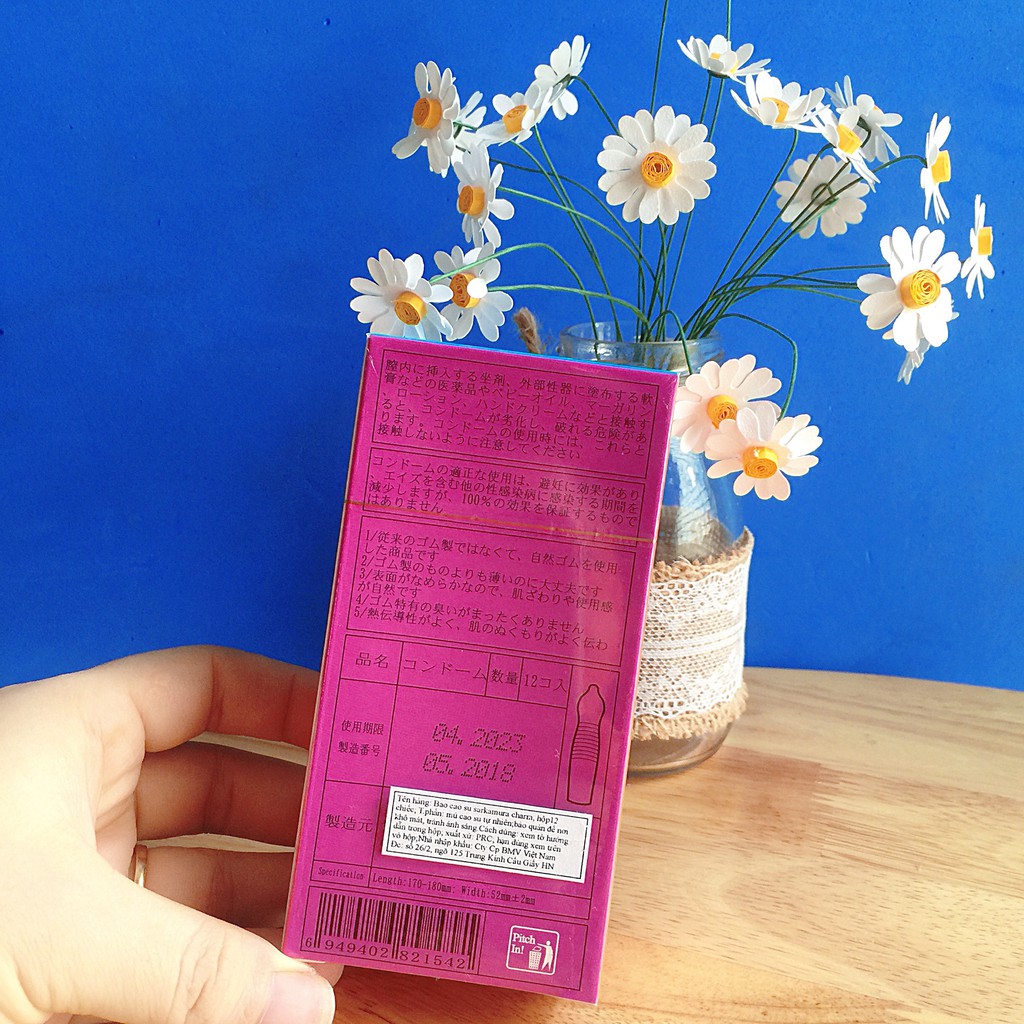 膣内に挿入する坐剤、外部性器に塗布する軟
膏などの医薬品やベビーオイル、マーガリン
、ローション、ハンドクリームなどと接触す
ると、コンドームが劣化し、破れる危険があ
ります。コンドームの使用時には、これらと
接触しないように注意してください。
コンドームの適正な使用は、避妊に効果があり
、エイズを含む他の性感染病に感染する期間を
減少しますが、100%の効果を保証するもので
はありません
1/従来のゴム製ではなくて、自然ゴムを使用
した商品です
2/ゴム製のものよりも薄いのに大丈夫です
3/表面がなめらかなので、肌ざわりや使用感
が自然です
4/ゴム特有の臭いがまったくありません
5/熱伝導性がよく、肌のぬくもりがよく伝わ
品名 コンドーム 数量 12コ入
使用期限 04. 2023
製造番号 05. 2018
製造元
Tên hàng: Bao cao su sarkamura charra, hộp12
chiếc; T.phần: mủ cao su tự nhiên;bảo quản để nơi
khô mát, tránh ánh sáng.Cách dùng: xem tờ hướng
dẫn trong hộp, xuất xứ: PRC, hạn dùng xem trên
vỏ hộp;Nhà nhập khẩu: Cty Cp BMV Việt Nam
Đc: số 26/2, ngõ 125 Trung Kính Cầu Giấy HN
Specification Length:170-180mm; Width:52mm±2mm
6 949402 821542
Pitch
In!